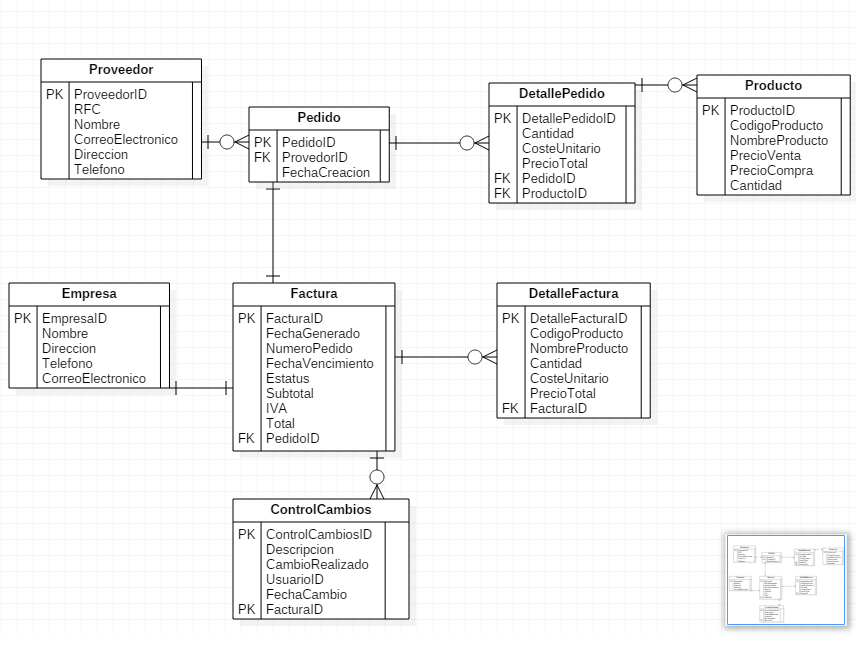 Proveedor
PK ProveedorID
RFC
Nombre
CorreoElectronico
Direccion
Telefono
Pedido
PK PedidoID
FK ProvedorID
FechaCreacion
DetallePedido
PK DetallePedidoID
Cantidad
CosteUnitario
PrecioTotal
FK PedidoID
FK ProductoID
Producto
PK ProductoID
CodigoProducto
NombreProducto
PrecioVenta
PrecioCompra
Cantidad
Empresa
PK EmpresaID
Nombre
Direccion
Telefono
CorreoElectronico
Factura
PK FacturaID
FechaGenerado
NumeroPedido
FechaVencimiento
Estatus
Subtotal
IVA
Total
FK PedidoID
DetalleFactura
PK DetalleFacturaID
CodigoProducto
NombreProducto
Cantidad
CosteUnitario
PrecioTotal
FK FacturaID
ControlCambios
PK ControlCambiosID
Descripcion
CambioRealizado
UsuarioID
FechaCambio
PK FacturaID